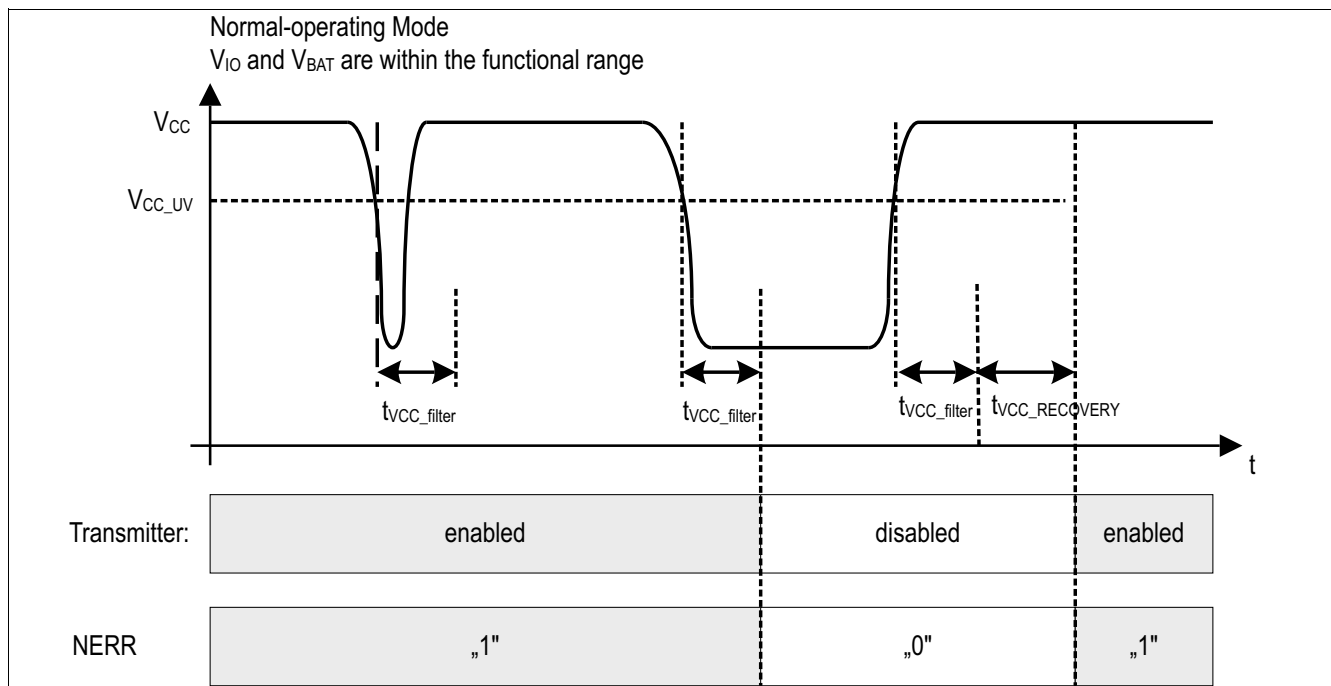 Normal-operating Mode
VIO and VBAT are within the functional range
VCC
VCC_UV
tVCC_filter
tVCC_filter
tVCC_filter
tVCC_RECOVERY
t
Transmitter: enabled disabled enabled
NERR „1" „0" „1"